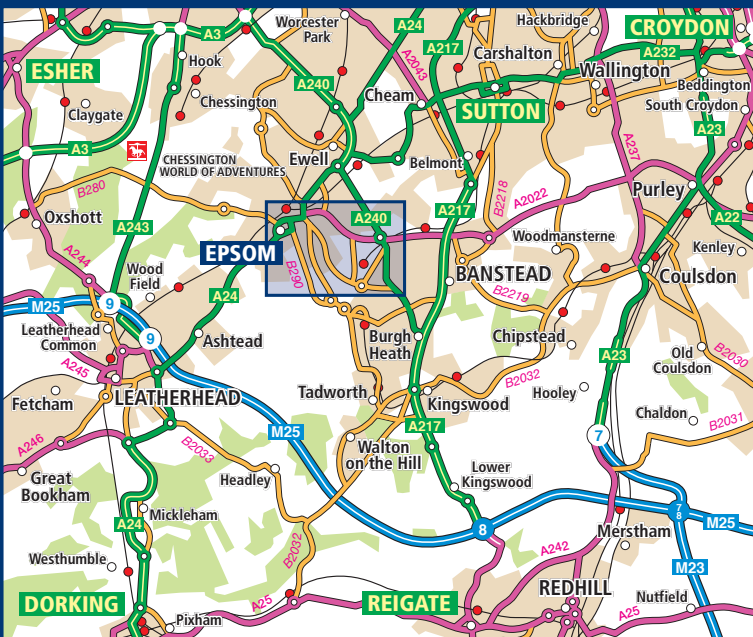 Worcester
Park
A24
Hackbridge
CROYDON
A3
A217
A232
Hook
A2043
Carshalton
ESHER
Wallington
Chessington
A240
Cheam
Beddington
SUTTON
South Croydon
Claygate
A23
A3
CHESSINGTON
WORLD OF ADVENTURES
Ewell
Belmont
A237
B280
B2218
Purley
A2022
Oxshott
A243
A240
A217
A22
EPSOM
B290
Woodmansterne
Kenley
A244
Wood
Field
A24
BANSTEAD
Coulsdon
M25
9
B2219
Leatherhead
Common
9
Ashtead
Burgh
Heath
Chipstead
A23
Old
Coulsdon
B2030
A245
B2032
Fetcham
LEATHERHEAD
Tadworth
Kingswood
Hooley
Chaldon
B2031
A246
M25
A217
7
B2033
Walton
on the Hill
Great
Bookham
Headley
Lower
Kingswood
Mickleham
A24
8
7
8
M25
Merstham
Westhumble
B2032
A242
M23
DORKING
A25
REIGATE
REDHILL
Nutfield
Pixham
A25